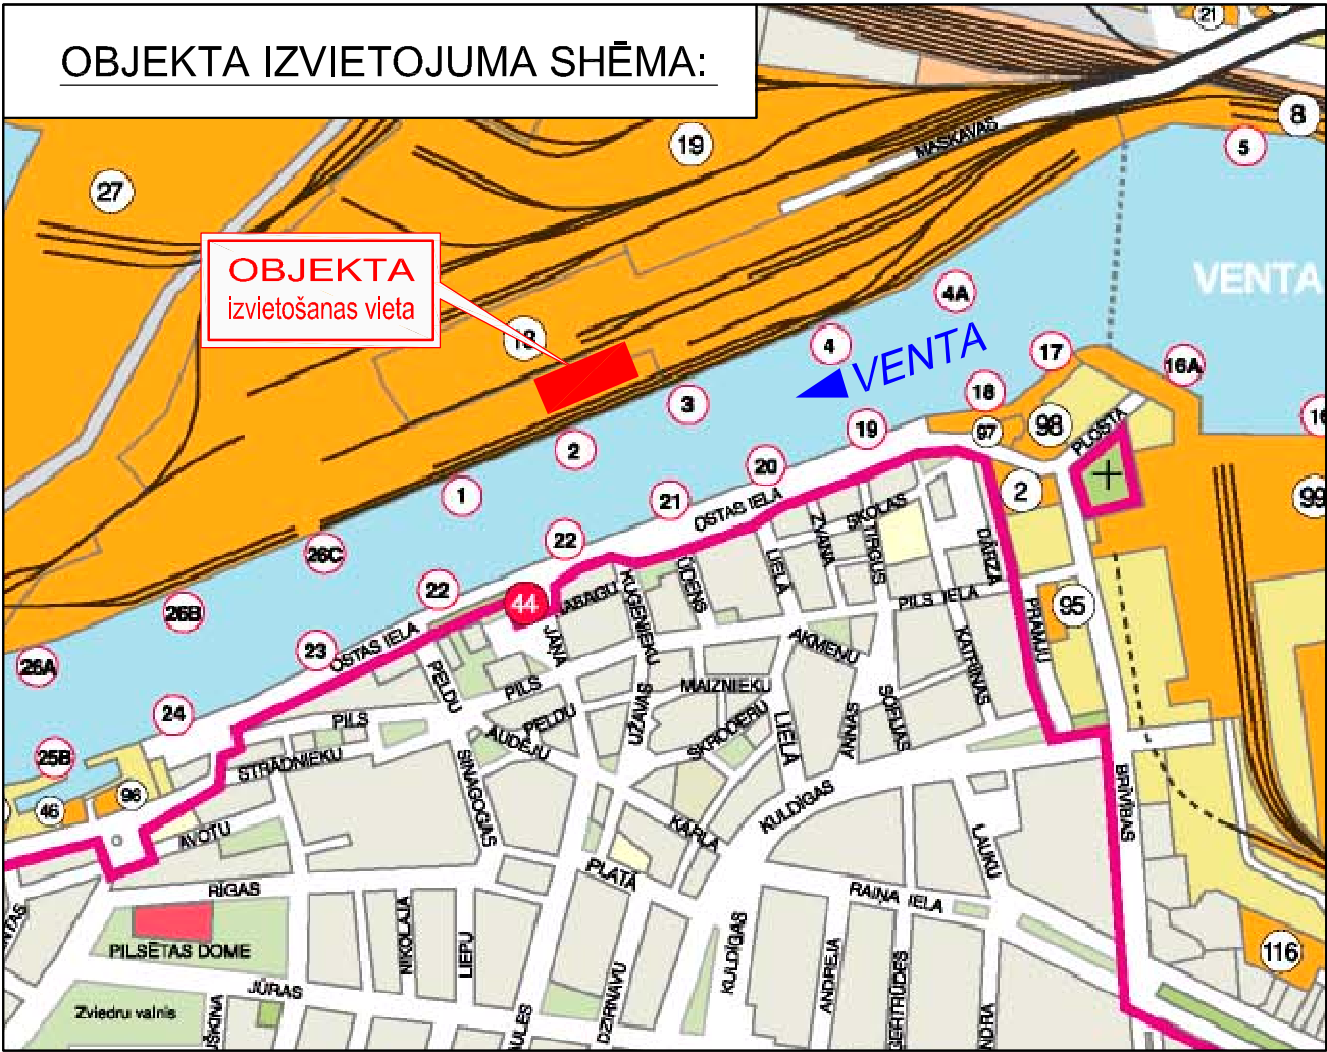 OBJEKTA IZVIETOJUMA SHĒMA:
21
8
19
MASKAVAS
5
27
OBJEKTA
izvietošanas vieta
VENTA
4A
18
4
VENTA
17
16A
3
18
19
97
98
PLOSTA
2
20
1
21
OSTAS IELA
2
99
22
26C
ZVANA
SKOLAS
TIRGUS
DĀRZA
LIELĀ
ŪDENS
KUĢENIEKU
22
44
PILS IELA
95
26B
JĀŅA
PRĀMJU
23
OSTAS IELA
AKMEŅU
KATRĪNAS
26A
PELDU
PILS
MAIZNIEKU
24
PILS
PELDU
UŽAVAS
SKRODERU
LIELĀ
ANNAS
SOFIJAS
25B
STRĀDNIEKU
AUDĒJU
SINAGOGAS
96
46
KULDĪGAS
BRĪVĪBAS
AVOTU
KĀRĻA
LAUKU
RĪGAS
PLATĀ
RAIŅA IELA
NIKOLAJA
LIEPU
KULDĪGAS
ANDREJA
ĢERTRŪDES
116
PILSĒTAS DOME
JŪRAS
Zviedru valnis
DZIRNAVU